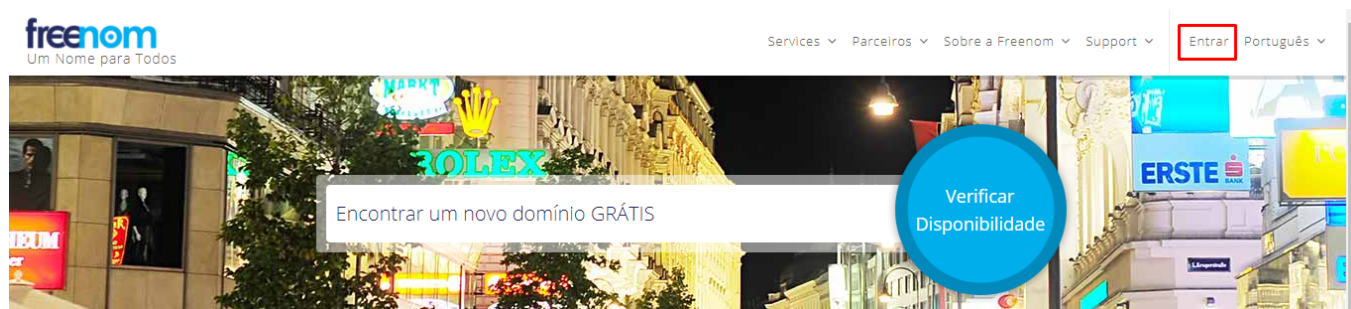 freenom
Um Nome para Todos
Services Parceiros Sobre a Freenom Support Entrar Português
MARKT
ROLEX
ERSTE
BANK
Encontrar um novo domínio GRÁTIS
Verificar
Disponibilidade